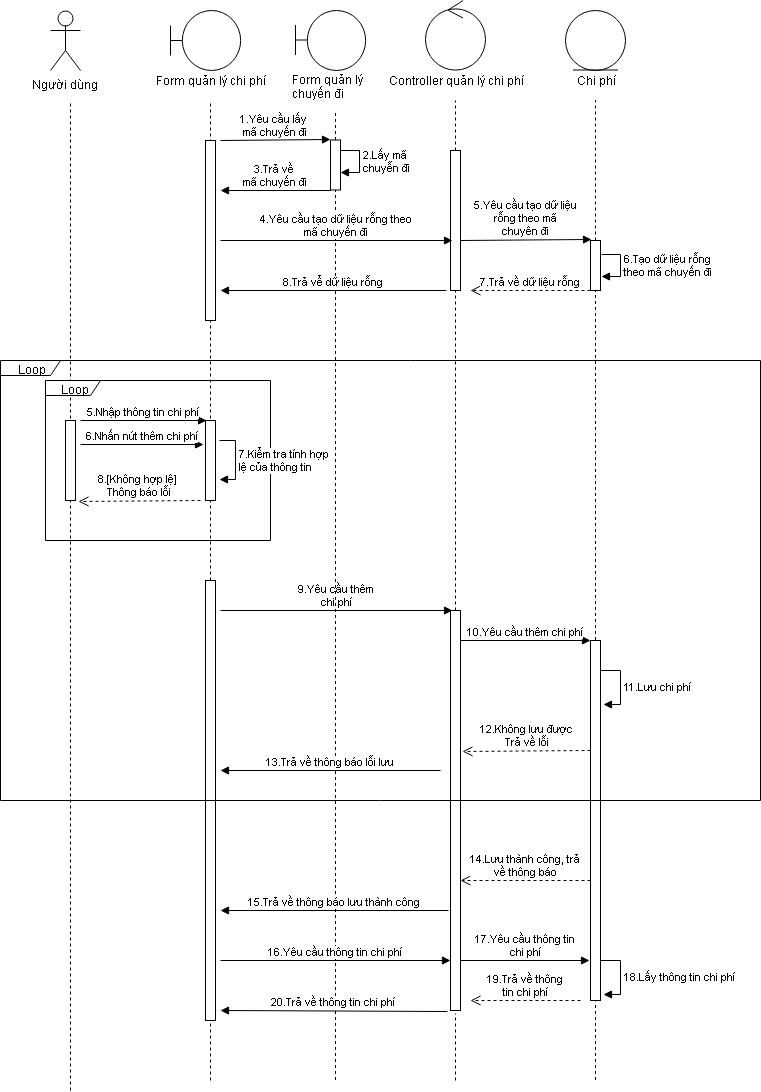 Người dùng
Form quản lý chi phí
Form quản lý
chuyến đi
Controller quản lý chi phí
Chi phí
1.Yêu cầu lấy
mã chuyến đi
2.Lấy mã
chuyến đi
3.Trả về
mã chuyến đi
4.Yêu cầu tạo dữ liệu rỗng theo
mã chuyến đi
5.Yêu cầu tạo dữ liệu
rỗng theo mã
chuyên đi
6.Tạo dữ liệu rỗng
theo mã chuyến đi
7.Trả về dữ liệu rỗng
8.Trả về dữ liệu rỗng
Loop
Loop
5.Nhập thông tin chi phí
6.Nhấn nút thêm chi phí
7.Kiểm tra tính hợp
lệ của thông tin
8.[Không hợp lệ]
Thông báo lỗi
9.Yêu cầu thêm
chi phí
10.Yêu cầu thêm chi phí
11.Lưu chi phí
12.Không lưu được
Trả về lỗi
13.Trả về thông báo lỗi lưu
14.Lưu thành công, trả
về thông báo
15.Trả về thông báo lưu thành công
16.Yêu cầu thông tin chi phí
17.Yêu cầu thông tin
chi phí
18.Lấy thông tin chi phí
19.Trả về thông
tin chi phí
20.Trả về thông tin chi phí